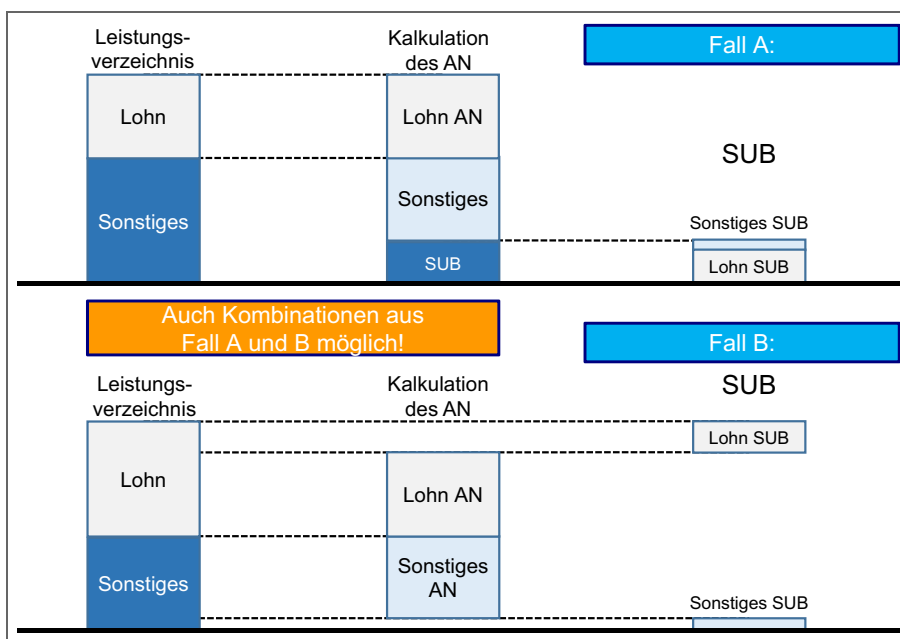 Leistungs-
verzeichnis
Kalkulation
des AN
Fall A:
Lohn
Lohn AN
SUB
Sonstiges
Sonstiges
Sonstiges SUB
SUB
Lohn SUB
Auch Kombinationen aus
Fall A und B möglich!
Fall B:
Leistungs-
verzeichnis
Kalkulation
des AN
SUB
Lohn SUB
Lohn
Lohn AN
Sonstiges
Sonstiges
AN
Sonstiges SUB